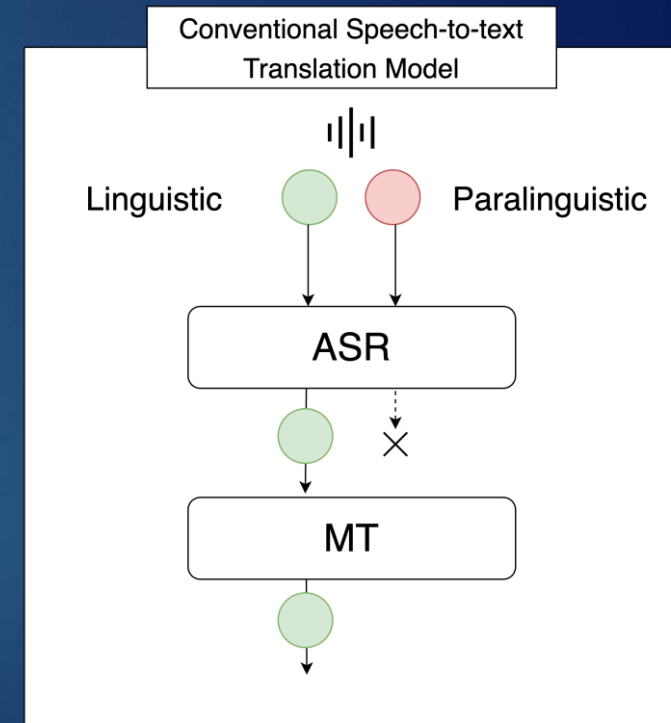 Conventional Speech-to-text
Translation Model
Linguistic
Paralinguistic
ASR
MT